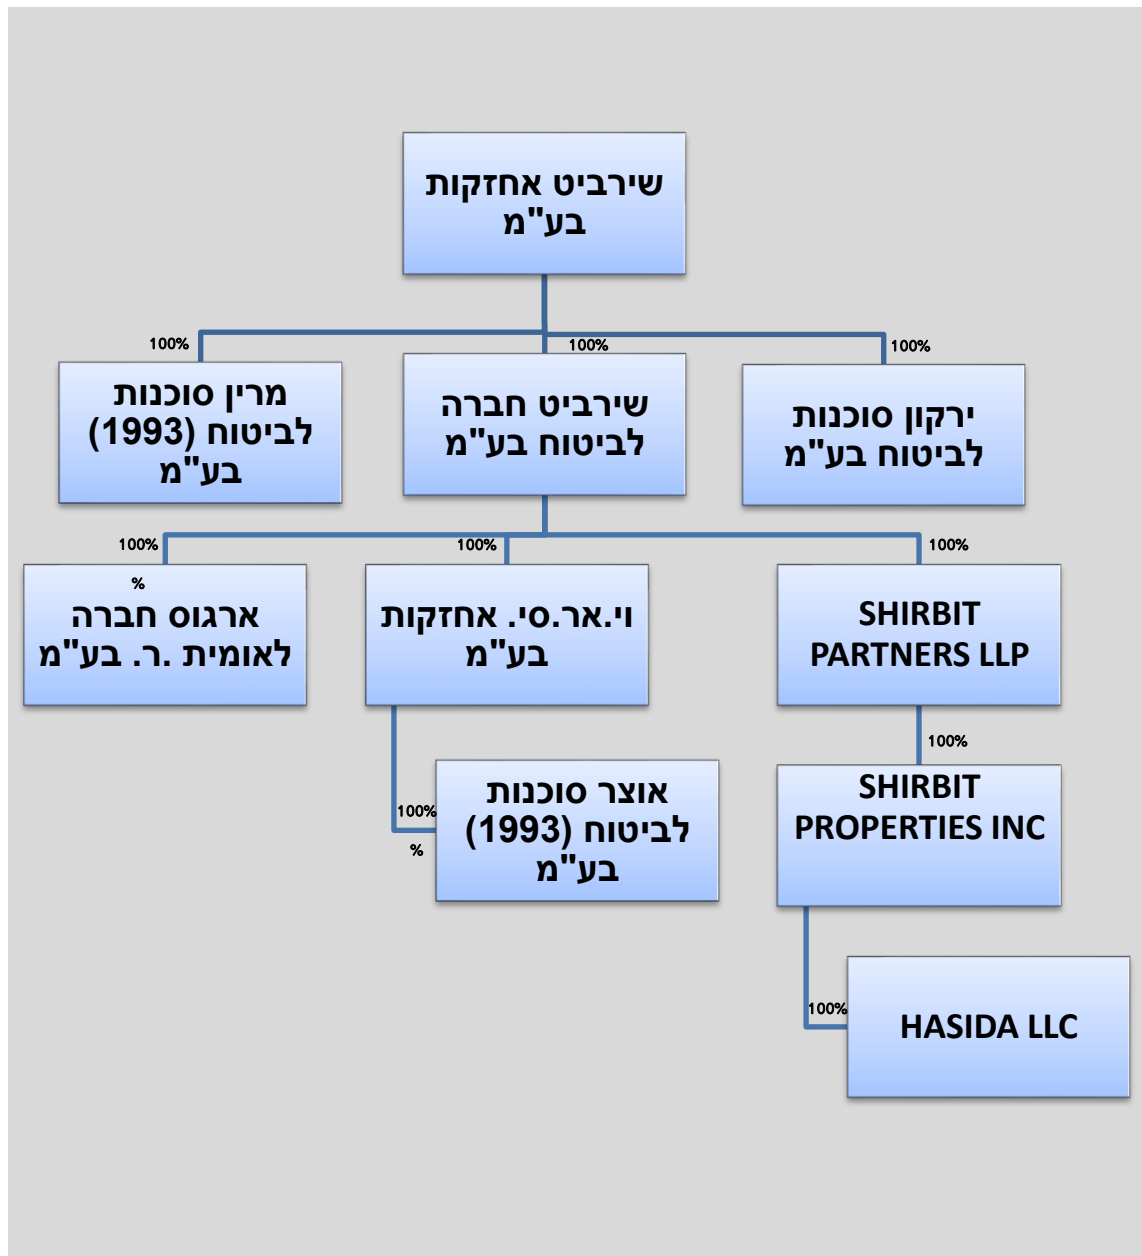 שירביט אחזקות
בע"מ
100%
100%
100%
מרין סוכנות
לביטוח (1993)
בע"מ
שירביט חברה
לביטוח בע"מ
ירקון סוכנות
לביטוח בע"מ
100%
100%
100%
%
ארגוס חברה
לאומית .ר. בע"מ
וי.אר.סי. אחזקות
בע"מ
SHIRBIT
PARTNERS LLP
100%
SHIRBIT
PROPERTIES INC
100%
%
אוצר סוכנות
לביטוח (1993)
בע"מ
100%
HASIDA LLC